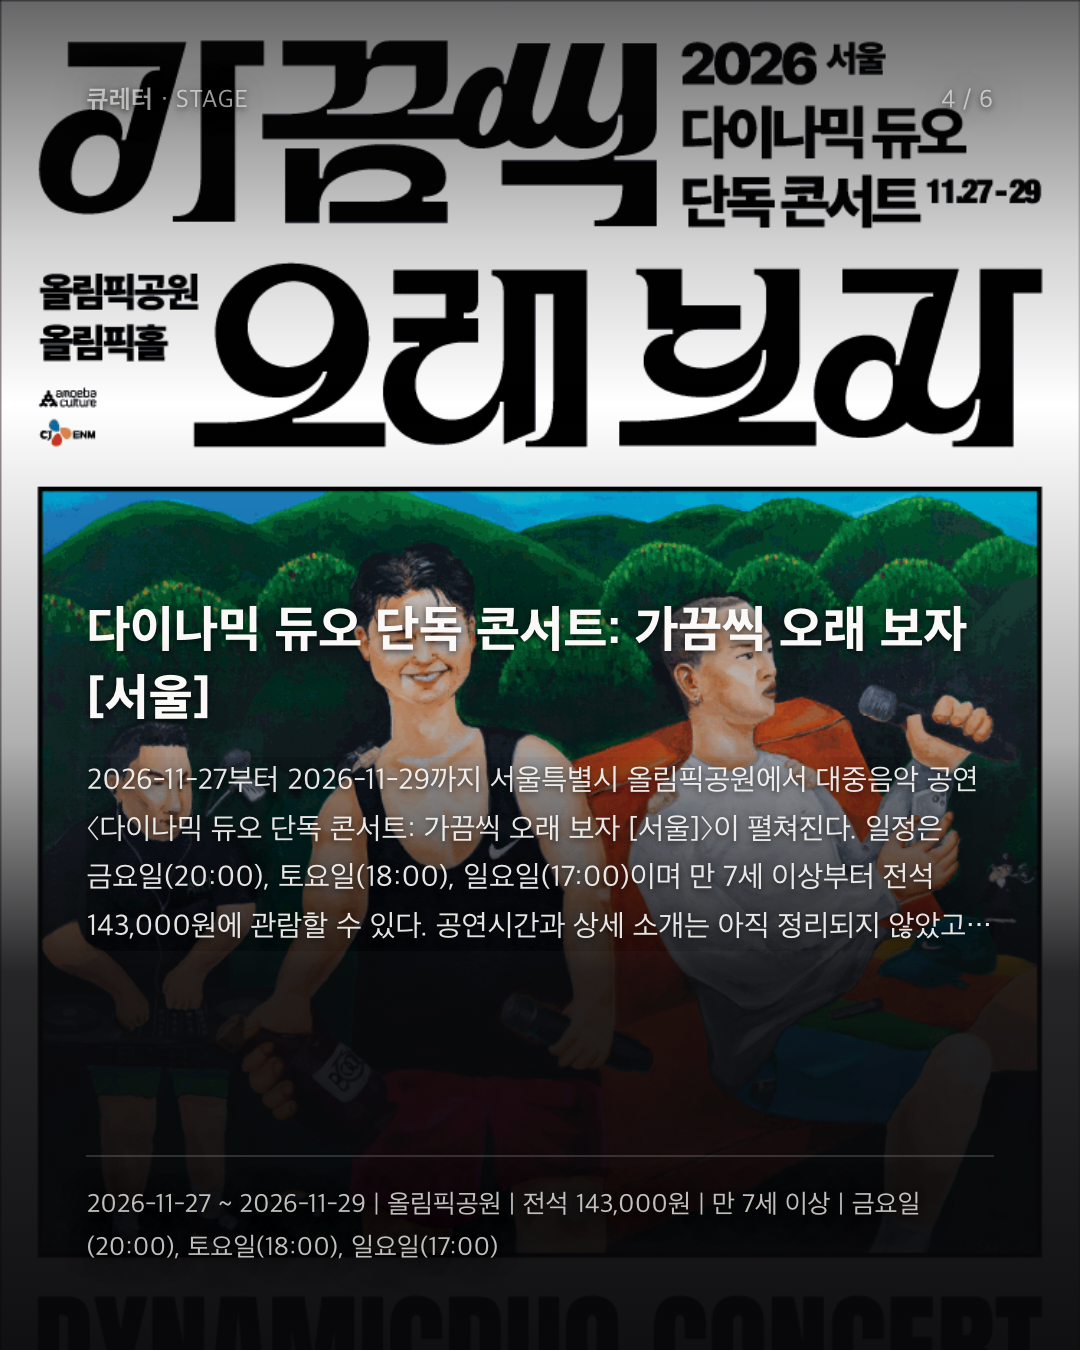 가끔씩
2026 서울
다이나믹 듀오
단독 콘서트 11.27-29
큐레터 · STAGE
4 / 6
올림픽공원
올림픽홀
오래 보자
amoeba
culture
CJ ENM
다이나믹 듀오 단독 콘서트: 가끔씩 오래 보자
[서울]
2026-11-27부터 2026-11-29까지 서울특별시 올림픽공원에서 대중음악 공연
〈다이나믹 듀오 단독 콘서트: 가끔씩 오래 보자 [서울]〉이 펼쳐진다. 일정은
금요일(20:00), 토요일(18:00), 일요일(17:00)이며 만 7세 이상부터 전석
143,000원에 관람할 수 있다. 공연시간과 상세 소개는 아직 정리되지 않았고…
2026-11-27 ~ 2026-11-29 | 올림픽공원 | 전석 143,000원 | 만 7세 이상 | 금요일
(20:00), 토요일(18:00), 일요일(17:00)
DYNAMICDUO CONCERT